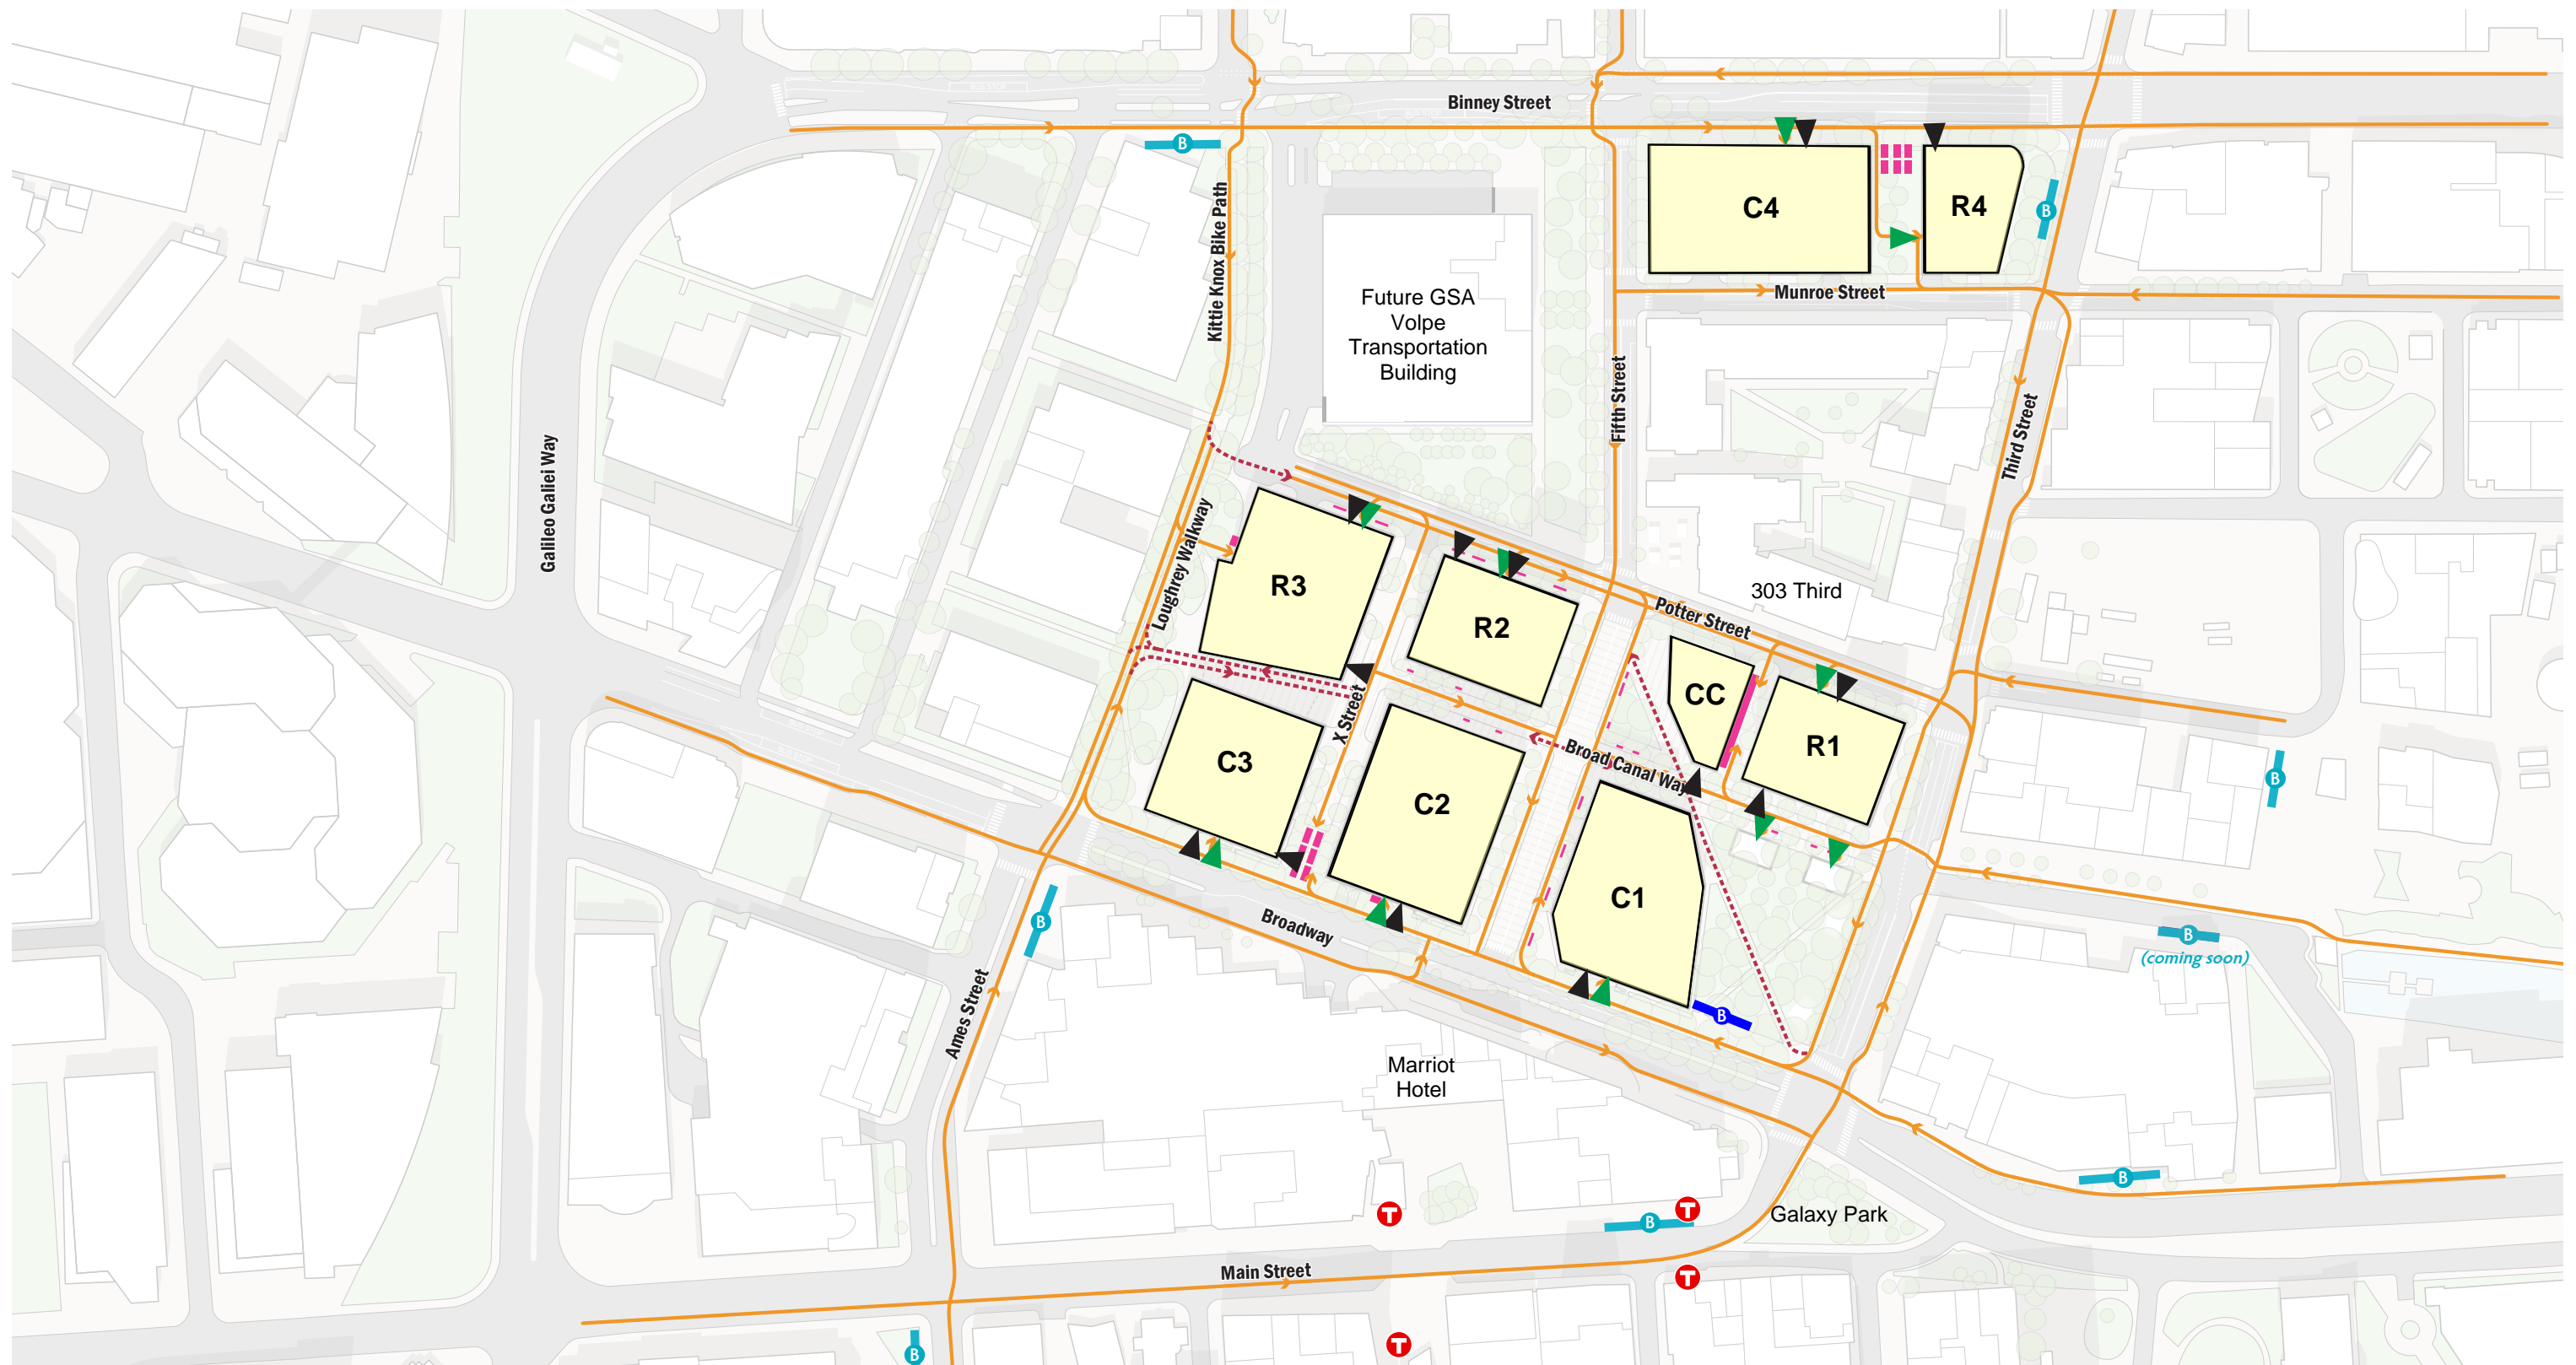 Binney Street
B
C4
R4
B
Kittie Knox Bike Path
Munroe Street
Future GSA
Volpe
Transportation
Building
Fifth Street
Third Street
Galileo Galiei Way
Loughrey Walkway
R3
R2
303 Third
Potter Street
CC
R1
X Street
C3
Broad Canal Way
C2
B
C1
B
Broadway
B
(coming soon)
Ames Street
B
Marriot
Hotel
B
T
T
B
Galaxy Park
Main Street
T
T
B